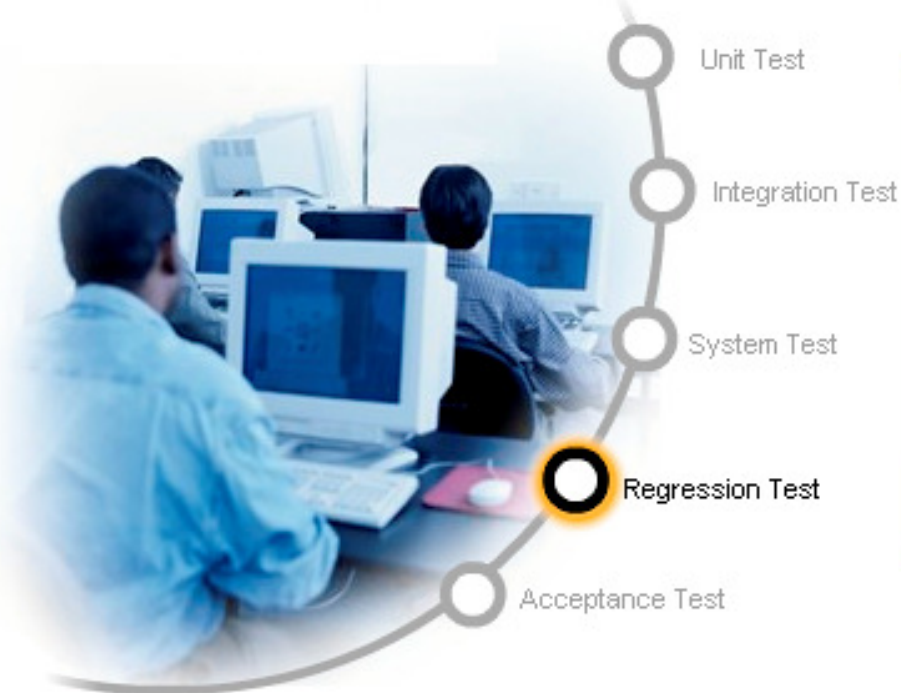 Unit Test
Integration Test
System Test
Regression Test
Acceptance Test